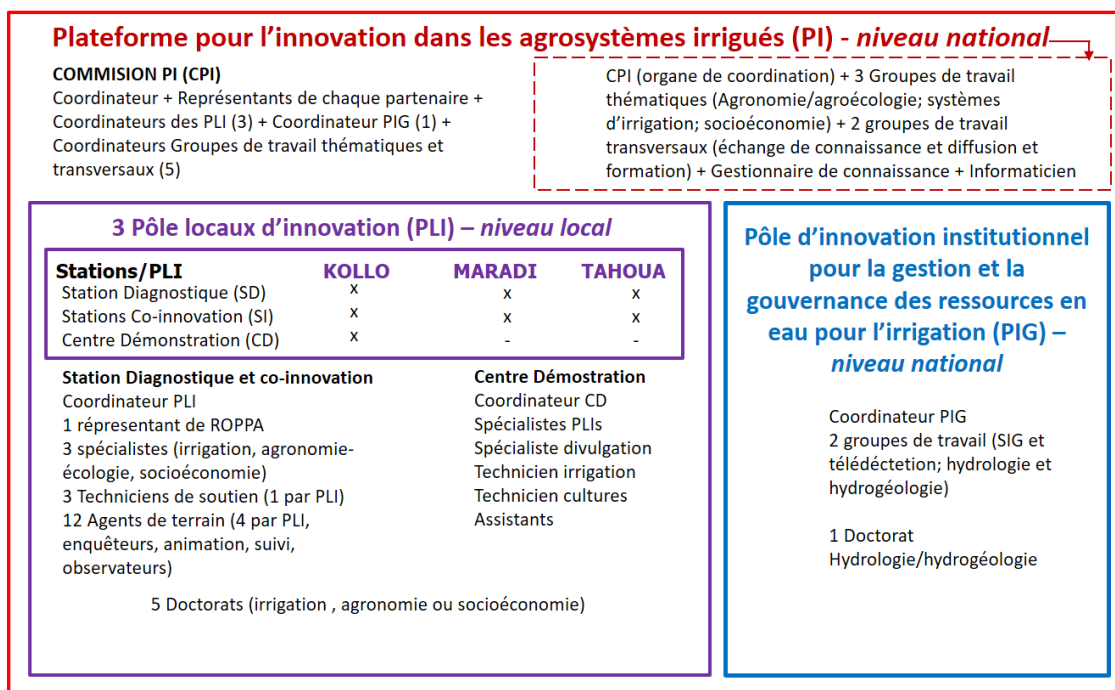 Plateforme pour l’innovation dans les agrosystèmes irrigués (PI) - niveau national
COMMISION PI (CPI)
Coordinateur + Représentants de chaque partenaire +
Coordinateurs des PLI (3) + Coordinateur PIG (1) +
Coordinateurs Groupes de travail thématiques et
transversaux (5)
CPI (organe de coordination) + 3 Groupes de travail
thématiques (Agronomie/agroécologie; systèmes
d’irrigation; socioéconomie) + 2 groupes de travail
transversaux (échange de connaissance et diffusion et
formation) + Gestionnaire de connaissance + Informaticien
3 Pôle locaux d’innovation (PLI) – niveau local
Stations/PLI KOLLO MARADI TAHOUA
Station Diagnostique (SD) x x x
Stations Co-innovation (SI) x x x
Centre Démonstration (CD) x - -
Station Diagnostique et co-innovation
Coordinateur PLI
1 réprésentant de ROPPA
3 spécialistes (irrigation, agronomie-
écologie, socioéconomie)
3 Techniciens de soutien (1 par PLI)
12 Agents de terrain (4 par PLI,
enquêteurs, animation, suivi,
observateurs)
Centre Démostration
Coordinateur CD
Spécialistes PLIs
Spécialiste divulgation
Technicien irrigation
Technicien cultures
Assistants
5 Doctorats (irrigation , agronomie ou socioéconomie)
Pôle d’innovation institutionnel
pour la gestion et la
gouvernance des ressources en
eau pour l’irrigation (PIG) –
niveau national
Coordinateur PIG
2 groupes de travail (SIG et
télédéctetion; hydrologie et
hydrogéologie)
1 Doctorat
Hydrologie/hydrogéologie